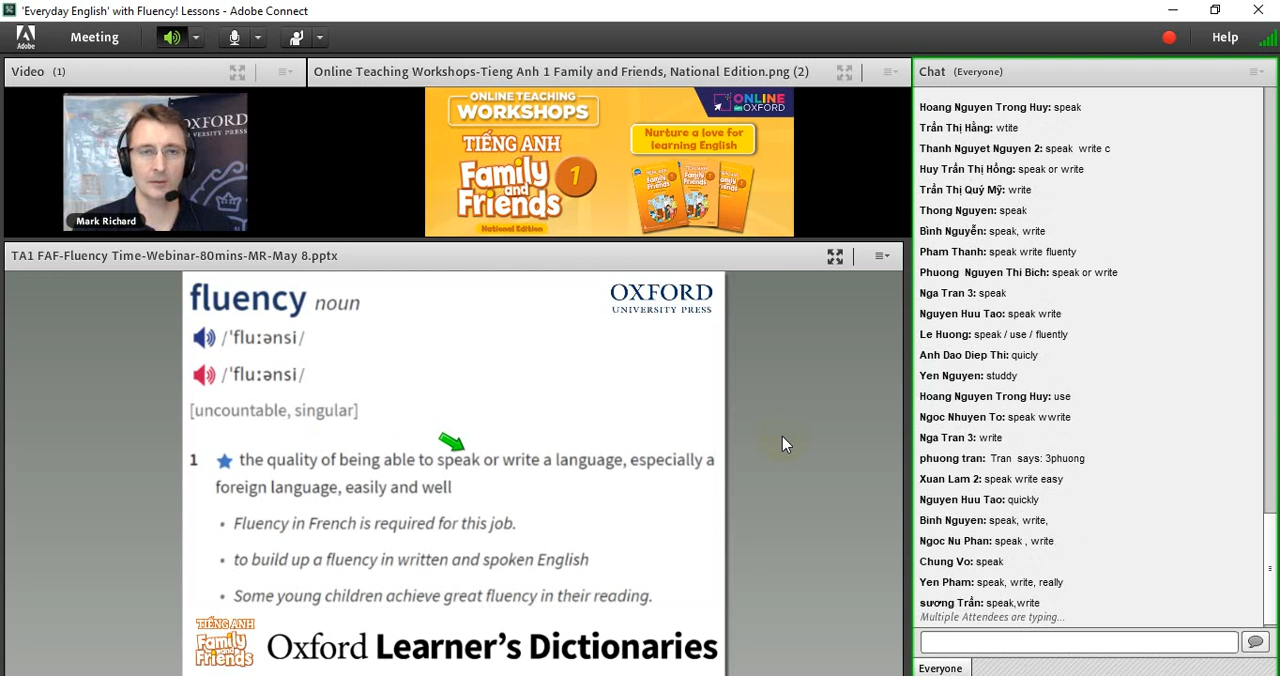 'Everyday English' with Fluency! Lessons - Adobe Connect
Adobe
Meeting
Help
Video (1)
OXFORD
UNIVERSITY PRESS
Mark Richard
Online Teaching Workshops-Tieng Anh 1 Family and Friends, National Edition.png (2)
ONLINE TEACHING
WORKSHOPS
TIẾNG ANH
Family
and
Friends
1
National Edition
ONLINE
OXFORD
Nurture a love for
learning English
TA1 FAF-Fluency Time-Webinar-80mins-MR-May 8.pptx
fluency noun
OXFORD
UNIVERSITY PRESS
/ˈfluːənsi/
/ˈfluːənsi/
[uncountable, singular]
1 the quality of being able to speak or write a language, especially a
foreign language, easily and well
• Fluency in French is required for this job.
• to build up a fluency in written and spoken English
• Some young children achieve great fluency in their reading.
TIẾNG ANH
Family
and
Friends
Oxford Learner's Dictionaries
Chat (Everyone)
Hoang Nguyen Trong Huy: speak
Trần Thị Hằng: wtite
Thanh Nguyet Nguyen 2: speak write c
Huy Trần Thị Hồng: speak or write
Trần Thị Quý Mỹ: write
Thong Nguyen: speak
Bình Nguyễn: speak, write
Pham Thanh: speak write fluenty
Phuong Nguyen Thi Bich: speak or write
Nga Tran 3: speak
Nguyen Huu Tao: speak write
Le Huong: speak / use / fluently
Anh Dao Diep Thi: quicly
Yen Nguyen: studdy
Hoang Nguyen Trong Huy: use
Ngoc Nhuyen To: speak wwrite
Nga Tran 3: write
phuong tran: Tran says: 3phuong
Xuan Lam 2: speak write easy
Nguyen Huu Tao: quickly
Binh Nguyen: speak, write,
Ngoc Nu Phan: speak , write
Chung Vo: speak
Yen Pham: speak, write, really
sương Trần: speak,write
Multiple Attendees are typing...
Everyone